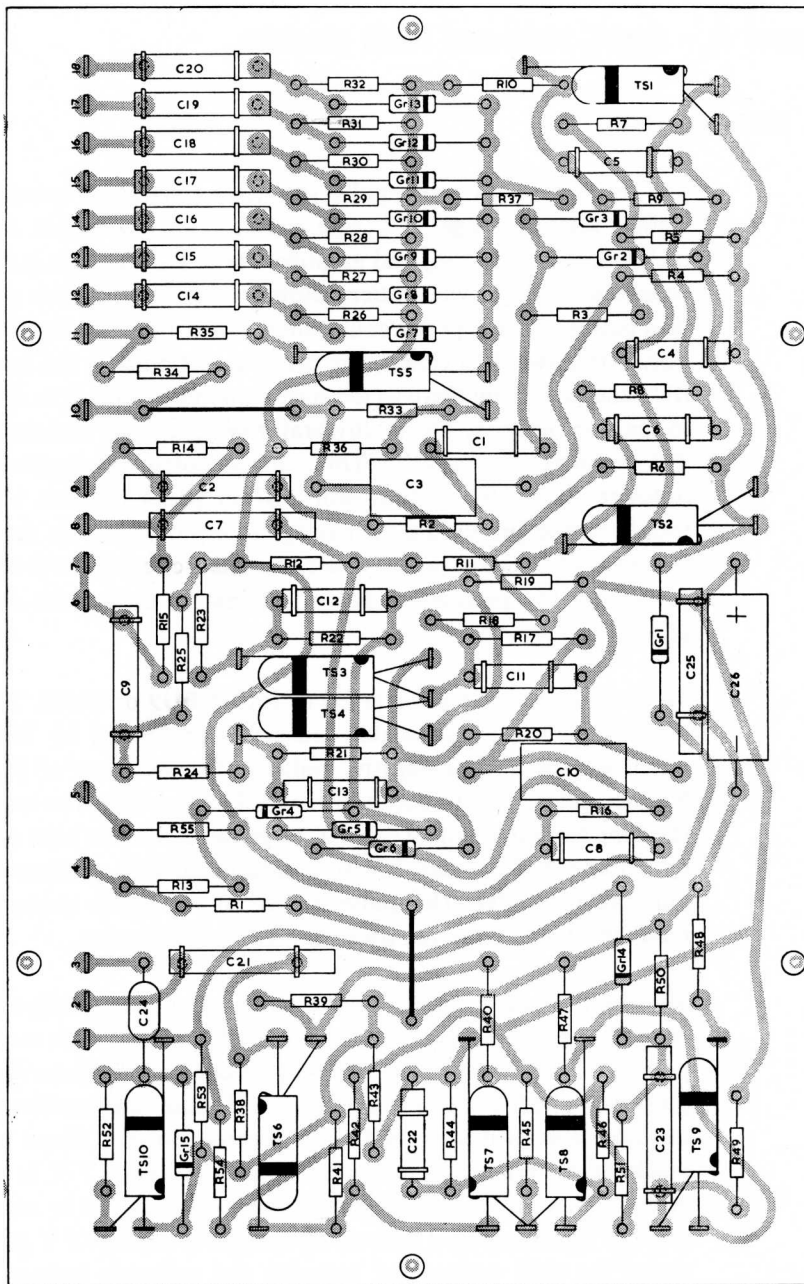 18 C20 R32 R10 TS1
17 C19 Gr13 R7
R31
16 C18 Gr12 C5
R30
15 C17 Gr11
R29 R37 R9
14 C16 Gr10 Gr3
R28 R5
13 C15 Gr9 Gr2
R27 R4
12 C14 Gr8
R26 R3
11 R35 Gr7
C4
R34 TS5
R8
10 R33
C6
R14 R36 C1
R6
9 C2 C3
8 C7 R2 TS2
7 R12 R11
R19
6 R15 R25 R23 C12 R18 Gr1 C25 + C26 −
R22 R17
C9 TS3 C11
TS4
R20
R21
R24 C10
5 C13
Gr4 R16
R55 Gr5
Gr6 C8
4
R13
R1
R48
3 C21 Gr14 R50
2 C24 R39 R40 R47
1
R53 R43
R52 TS10 Gr15 R54 R38 TS6 R41 R42 C22 R44 TS7 R45 TS8 R46 R51 C23 TS9 R49